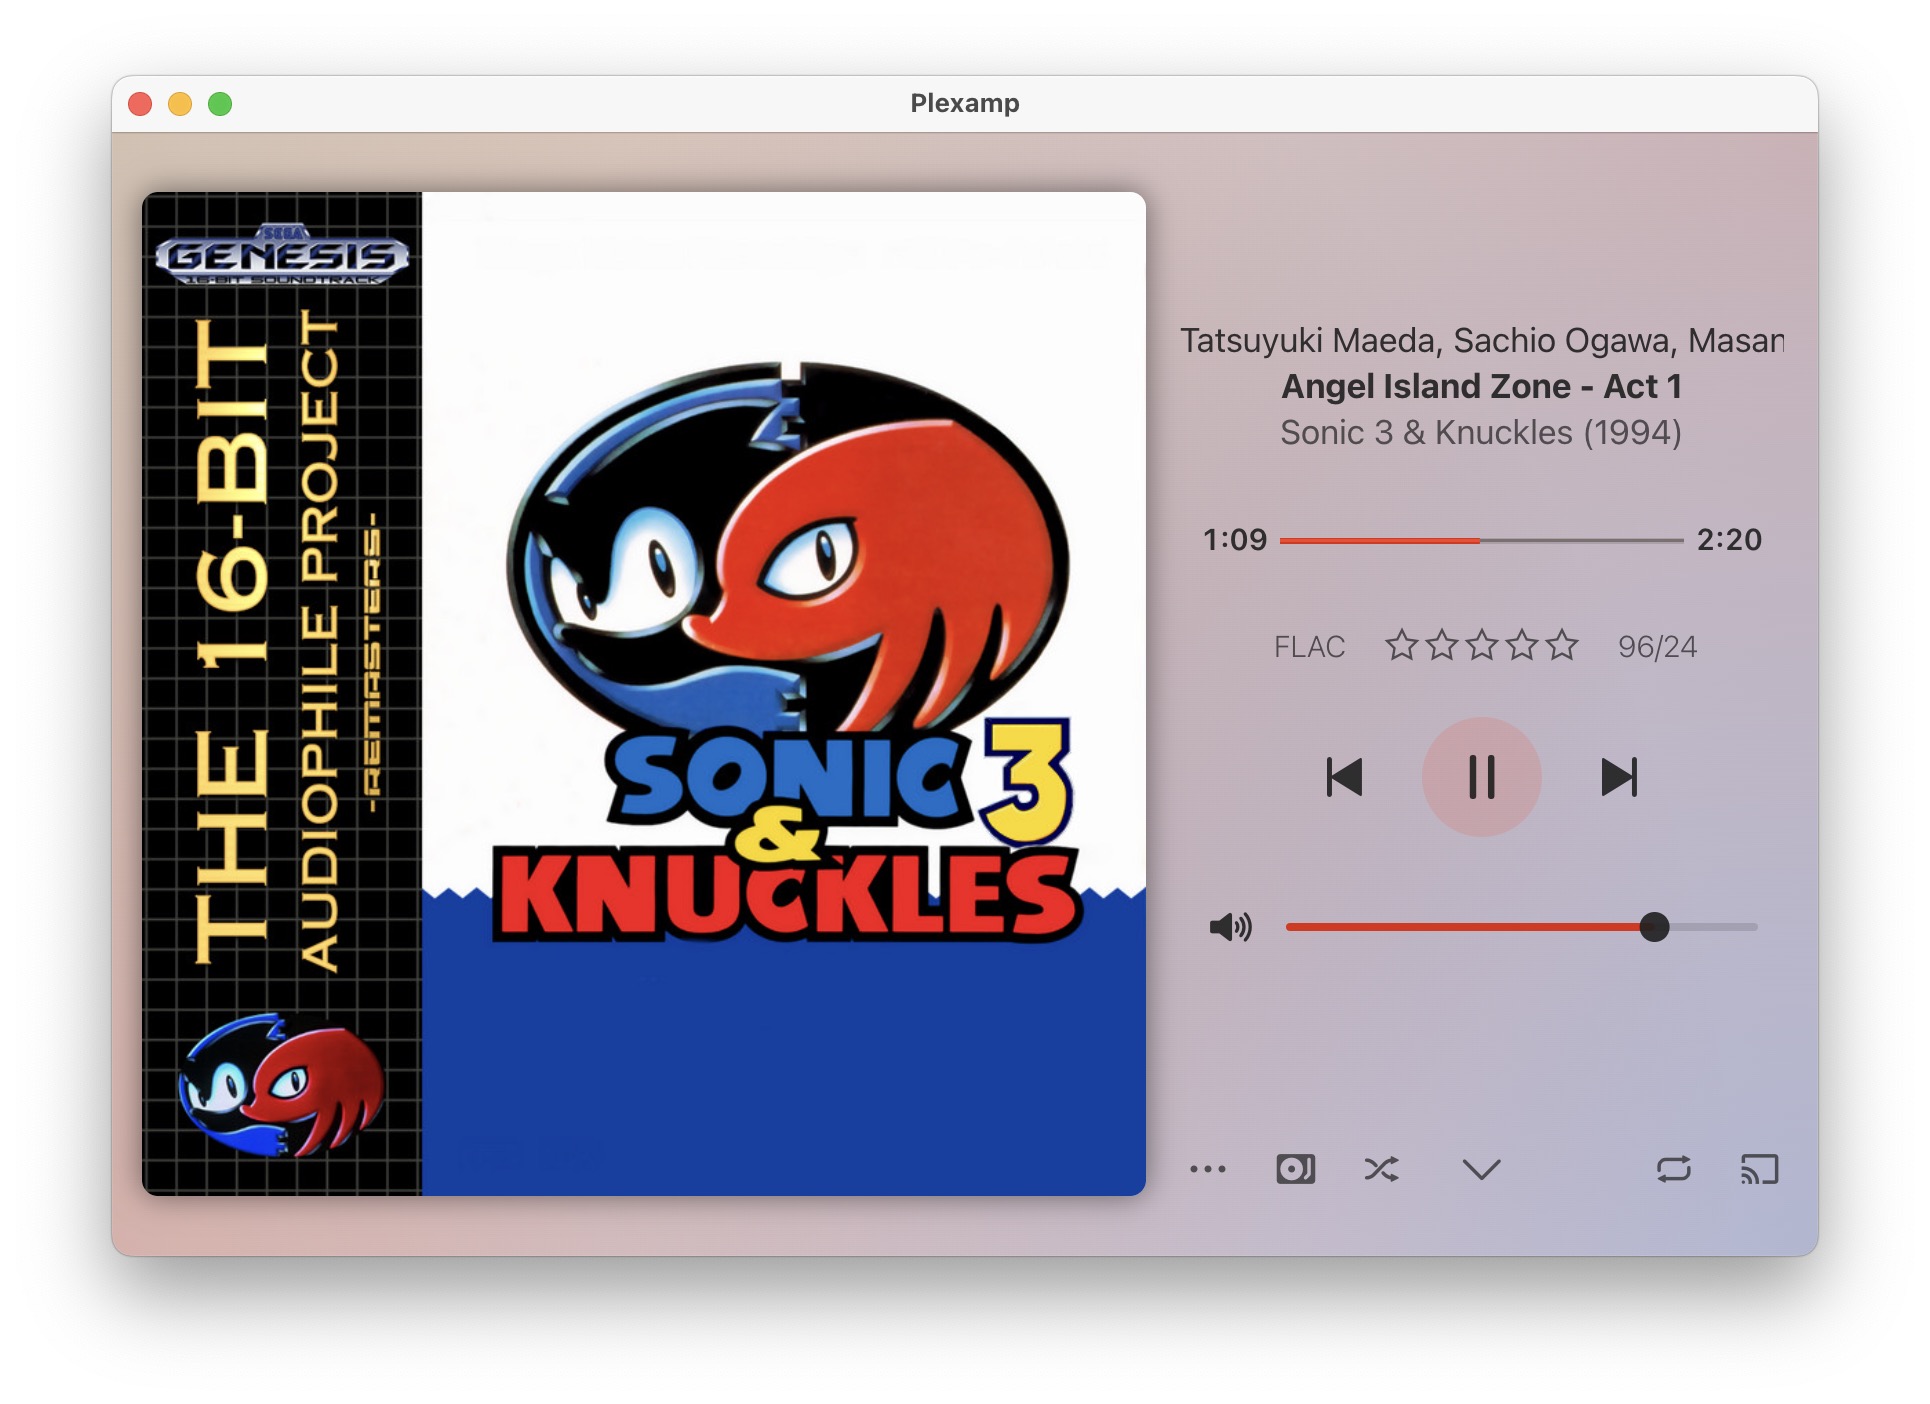 Plexamp
SEGA
GENESIS
16-BIT SOUNDTRACK
THE 16-BIT
AUDIOPHILE PROJECT
-REMASTERS-
SONIC 3
&
KNUCKLES
Tatsuyuki Maeda, Sachio Ogawa, Masan
Angel Island Zone - Act 1
Sonic 3 & Knuckles (1994)
1:09 2:20
FLAC 96/24